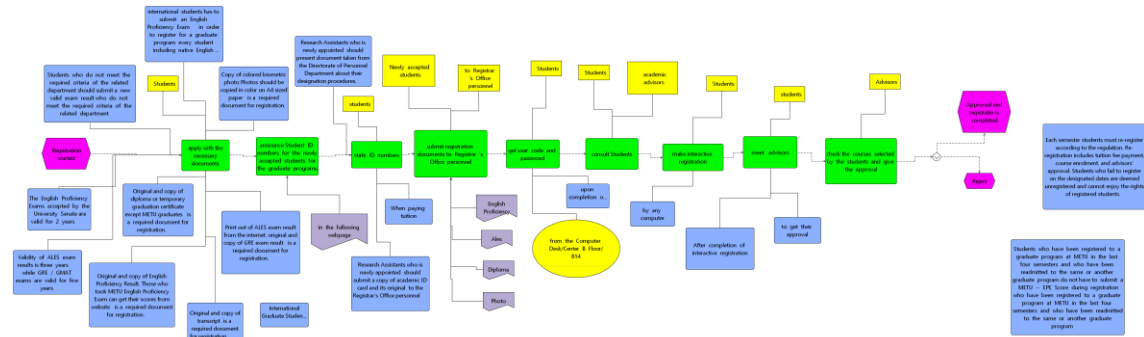 International students has to
submit an English
Proficiency Exam in order
to register for a graduate
program every student
including native English ...
Research Assistants who is
newly appointed should
present document taken from
the Directorate of Personnel
Department about their
designation procedures.
Students who do not meet the
required criteria of the related
department should submit a new
valid exam result who do not
meet the required criteria of the
related department
Students
Copy of colored biometric
photo Photos should be
copied in color on A4 sized
paper is a required
document for registration.
students
Newly accepted
students
to Registrar 's
Office personnel
Students
Students
academic
advisors
Students
students
Advisors
Registration
started
apply with the
necessary
documents
announce Student ID
numbers for the newly
accepted students for
the graduate programs
state ID numbers
submit registration
documents to Registrar 's
Office personnel
get user code and
password
consult Students
make interactive
registration
meet advisors
check the courses selected
by the students and give
the approval
Approved and
registratie is
completed
Reject
Each semester students must re-register
according to the regulation. Re-
registration includes tuition fee payment,
course enrollment, and advisors'
approval. Students who fail to register
on the designated dates are deemed
unregistered and cannot enjoy the rights
of registered students.
The English Proficiency
Exams accepted by the
University Senate are
valid for 2 years
Original and copy of
diploma or temporary
graduation certificate
except METU graduates is
a required document for
registration.
Print out of ALES exam result
from the internet, original and
copy of GRE exam result is a
required document for
registration.
in the following
webpage
When paying
tuition
English
Proficiency
Ales
Diploma
Photo
upon
completion o...
from the Computer
Desk/Center B Floor/
B14
by any
computer
After completion of
interactive registration
to get their
approval
Validity of ALES exam
results is three years
while GRE / GMAT
exams are valid for five
years
Original and copy of English
Proficiency Result. Those who
took METU English Proficiency
Exam can get their scores from
website is a required document
for registration.
Original and copy of
transcript is a
required document
for registration
International
Graduate Studies...
Research Assistants who is
newly appointed should
submit a copy of academic ID
card and its original to the
Registrar's Office personnel
Students who have been registered to a
graduate program at METU in the last
four semesters and who have been
readmitted to the same or another
graduate program do not have to submit a
METU – EPE Score during registration
who have been registered to a graduate
program at METU in the last four
semesters and who have been readmitted
to the same or another graduate
program